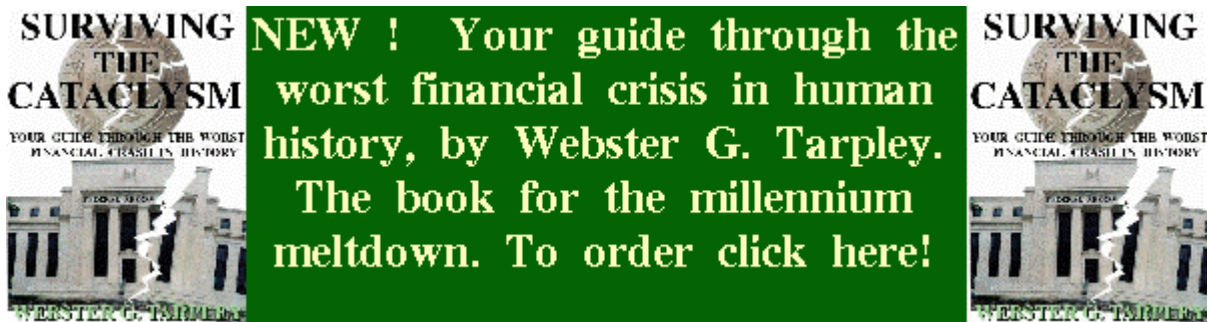 SURVIVING
THE
CATACLYSM
YOUR GUIDE THROUGH THE WORST
FINANCIAL CRASH IN HISTORY
FEDERAL RESERVE
WEBSTER G. TARPLEY
NEW ! Your guide through the
worst financial crisis in human
history, by Webster G. Tarpley.
The book for the millennium
meltdown. To order click here!
SURVIVING
THE
CATACLYSM
YOUR GUIDE THROUGH THE WORST
FINANCIAL CRASH IN HISTORY
WEBSTER G. TARPLEY